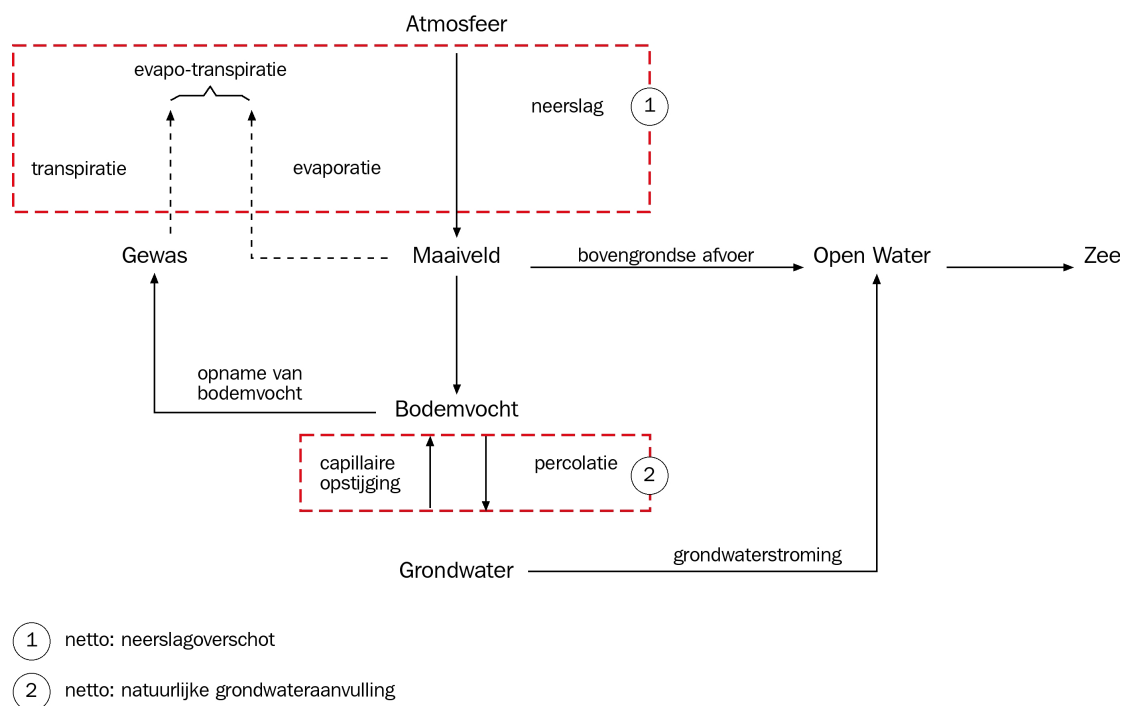 Atmosfeer
evapo-transpiratie
neerslag
1
transpiratie
evaporatie
Gewas
Maaiveld
bovengrondse afvoer
Open Water
Zee
opname van
bodemvocht
Bodemvocht
capillaire
opstijging
percolatie
2
Grondwater
grondwaterstroming
1 netto: neerslagoverschot
2 netto: natuurlijke grondwateraanvulling